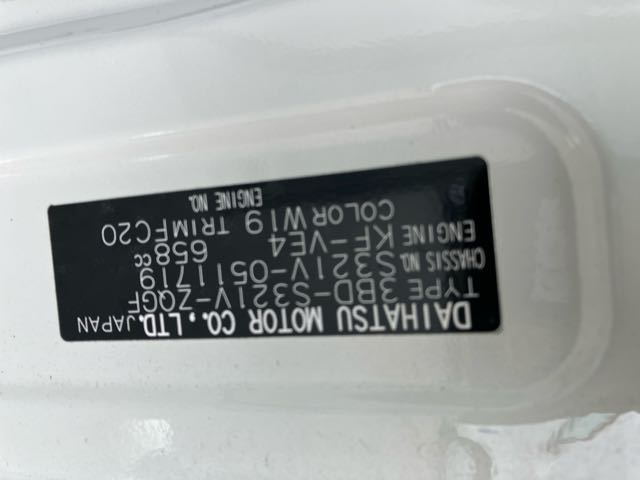 DAIHATSU MOTOR CO., LTD. JAPAN
TYPE 3BD-S321V-ZQGF
CHASSIS NO. S321V-0511719
ENGINE KF-VE4 658cc
COLOR W19 TRIM FC20
ENGINE NO.